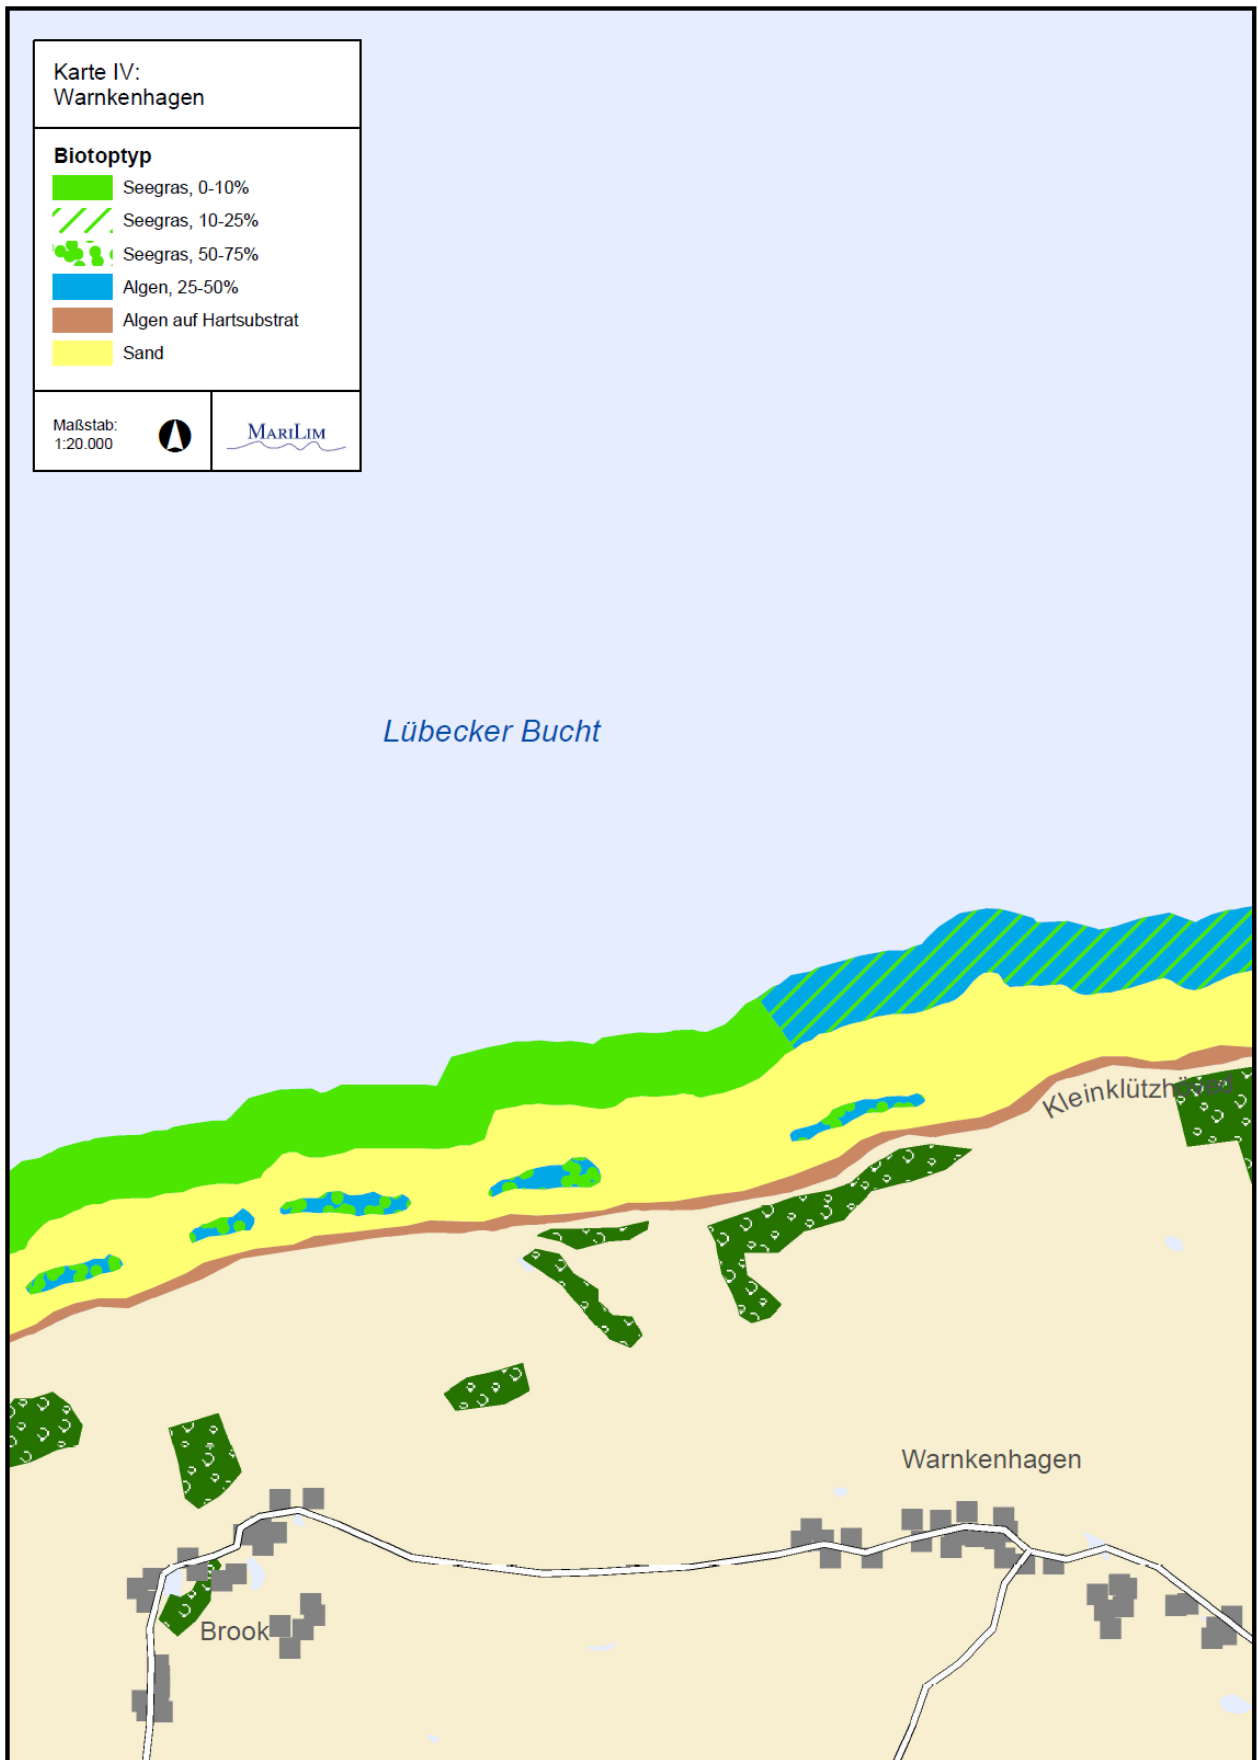 Karte IV:
Warnkenhagen
Biotoptyp
Seegras, 0-10%
Seegras, 10-25%
Seegras, 50-75%
Algen, 25-50%
Algen auf Hartsubstrat
Sand
Maßstab:
1:20.000
MARILIM
Lübecker Bucht
Kleinklützhöved
Warnkenhagen
Brook